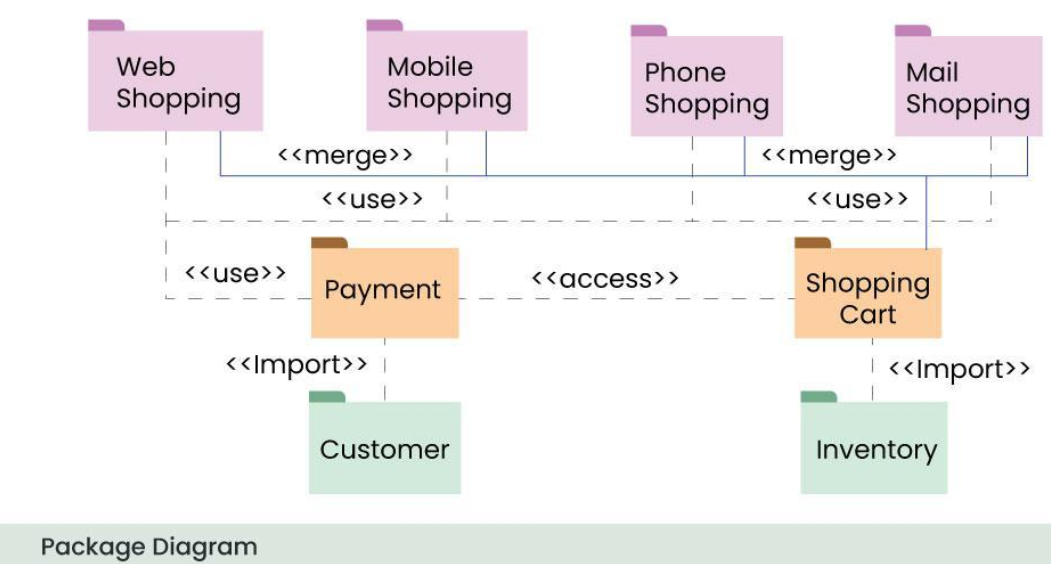 Web
Shopping
Mobile
Shopping
Phone
Shopping
Mail
Shopping
<<merge>>
<<merge>>
<<use>>
<<use>>
<<use>>
Payment
<<access>>
Shopping
Cart
<<Import>>
<<Import>>
Customer
Inventory
Package Diagram